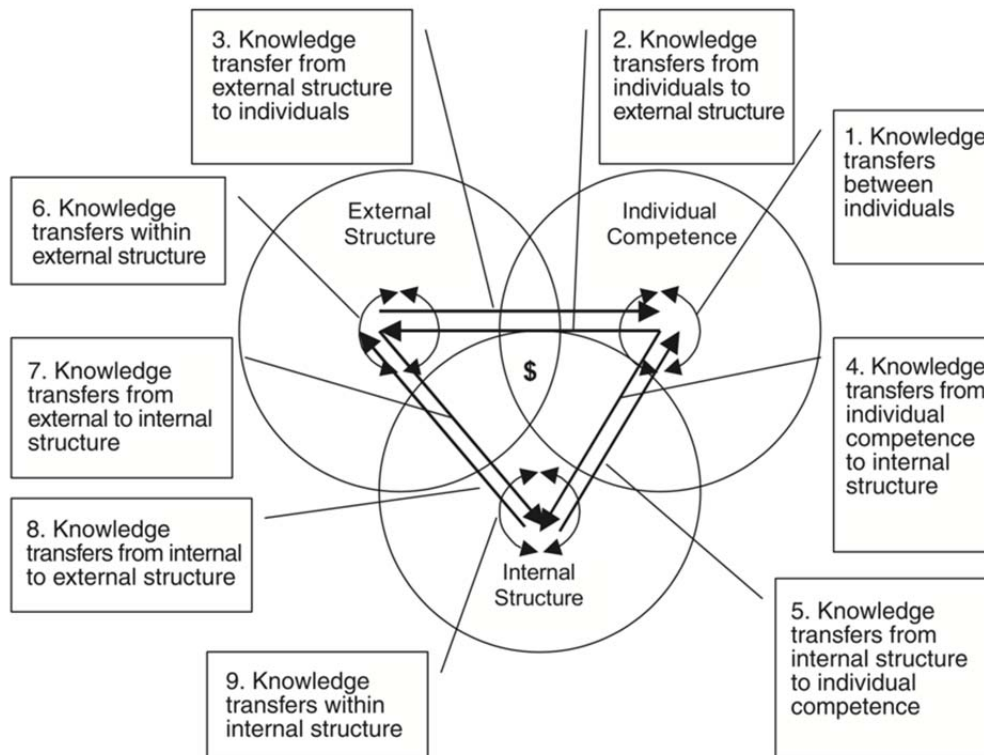 3. Knowledge
transfer from
external structure
to individuals
2. Knowledge
transfers from
individuals to
external structure
1. Knowledge
transfers
between
individuals
6. Knowledge
transfers within
external structure
External
Structure
Individual
Competence
7. Knowledge
transfers from
external to internal
structure
$
4. Knowledge
transfers from
individual
competence
to internal
structure
8. Knowledge
transfers from internal
to external structure
Internal
Structure
5. Knowledge
transfers from
internal structure
to individual
competence
9. Knowledge
transfers within
internal structure